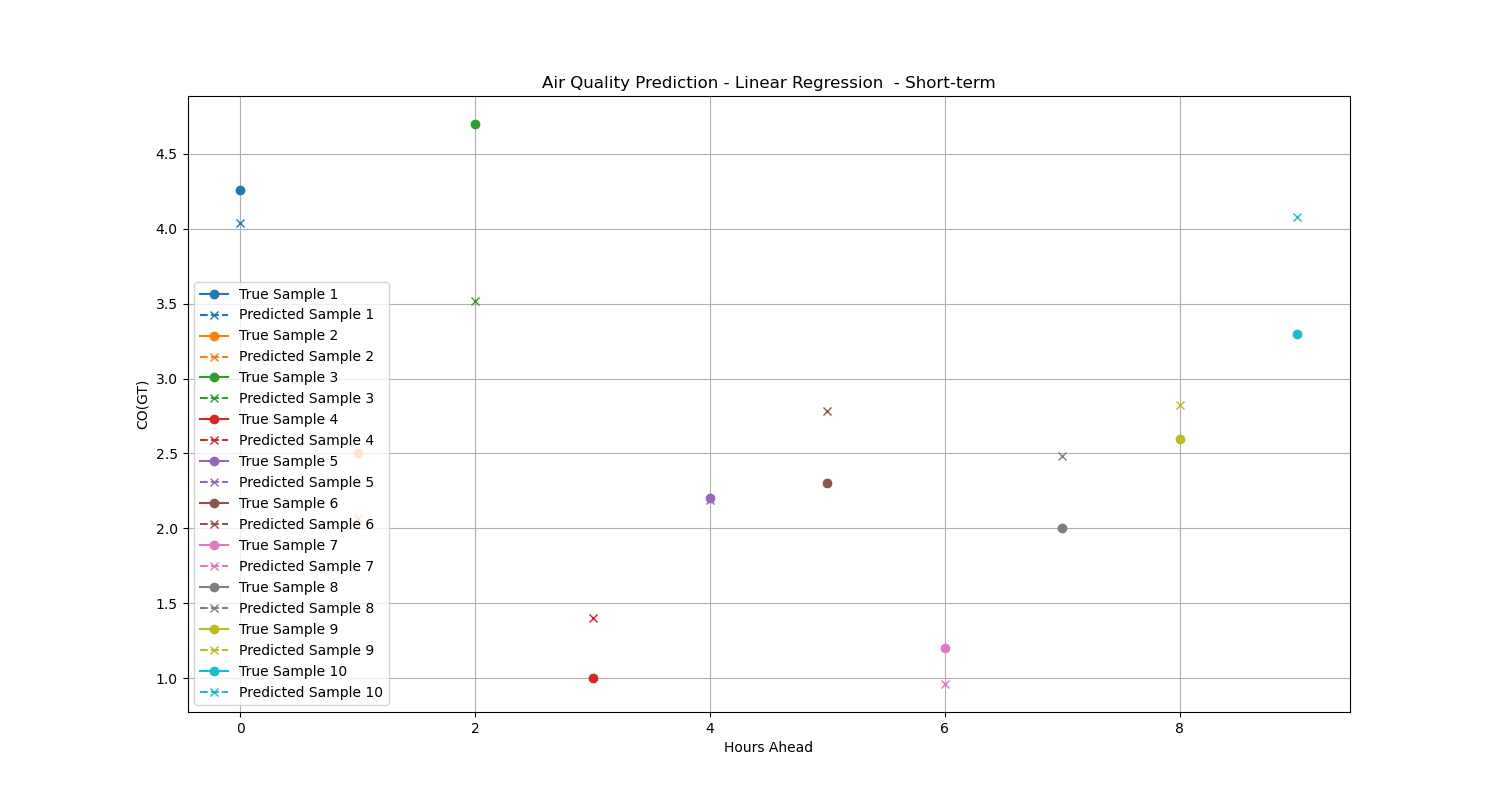 Air Quality Prediction - Linear Regression  - Short-term
4.5
4.0
3.5
3.0
2.5
2.0
1.5
1.0
CO(GT)
True Sample 1
Predicted Sample 1
True Sample 2
Predicted Sample 2
True Sample 3
Predicted Sample 3
True Sample 4
Predicted Sample 4
True Sample 5
Predicted Sample 5
True Sample 6
Predicted Sample 6
True Sample 7
Predicted Sample 7
True Sample 8
Predicted Sample 8
True Sample 9
Predicted Sample 9
True Sample 10
Predicted Sample 10
0 2 4 6 8
Hours Ahead